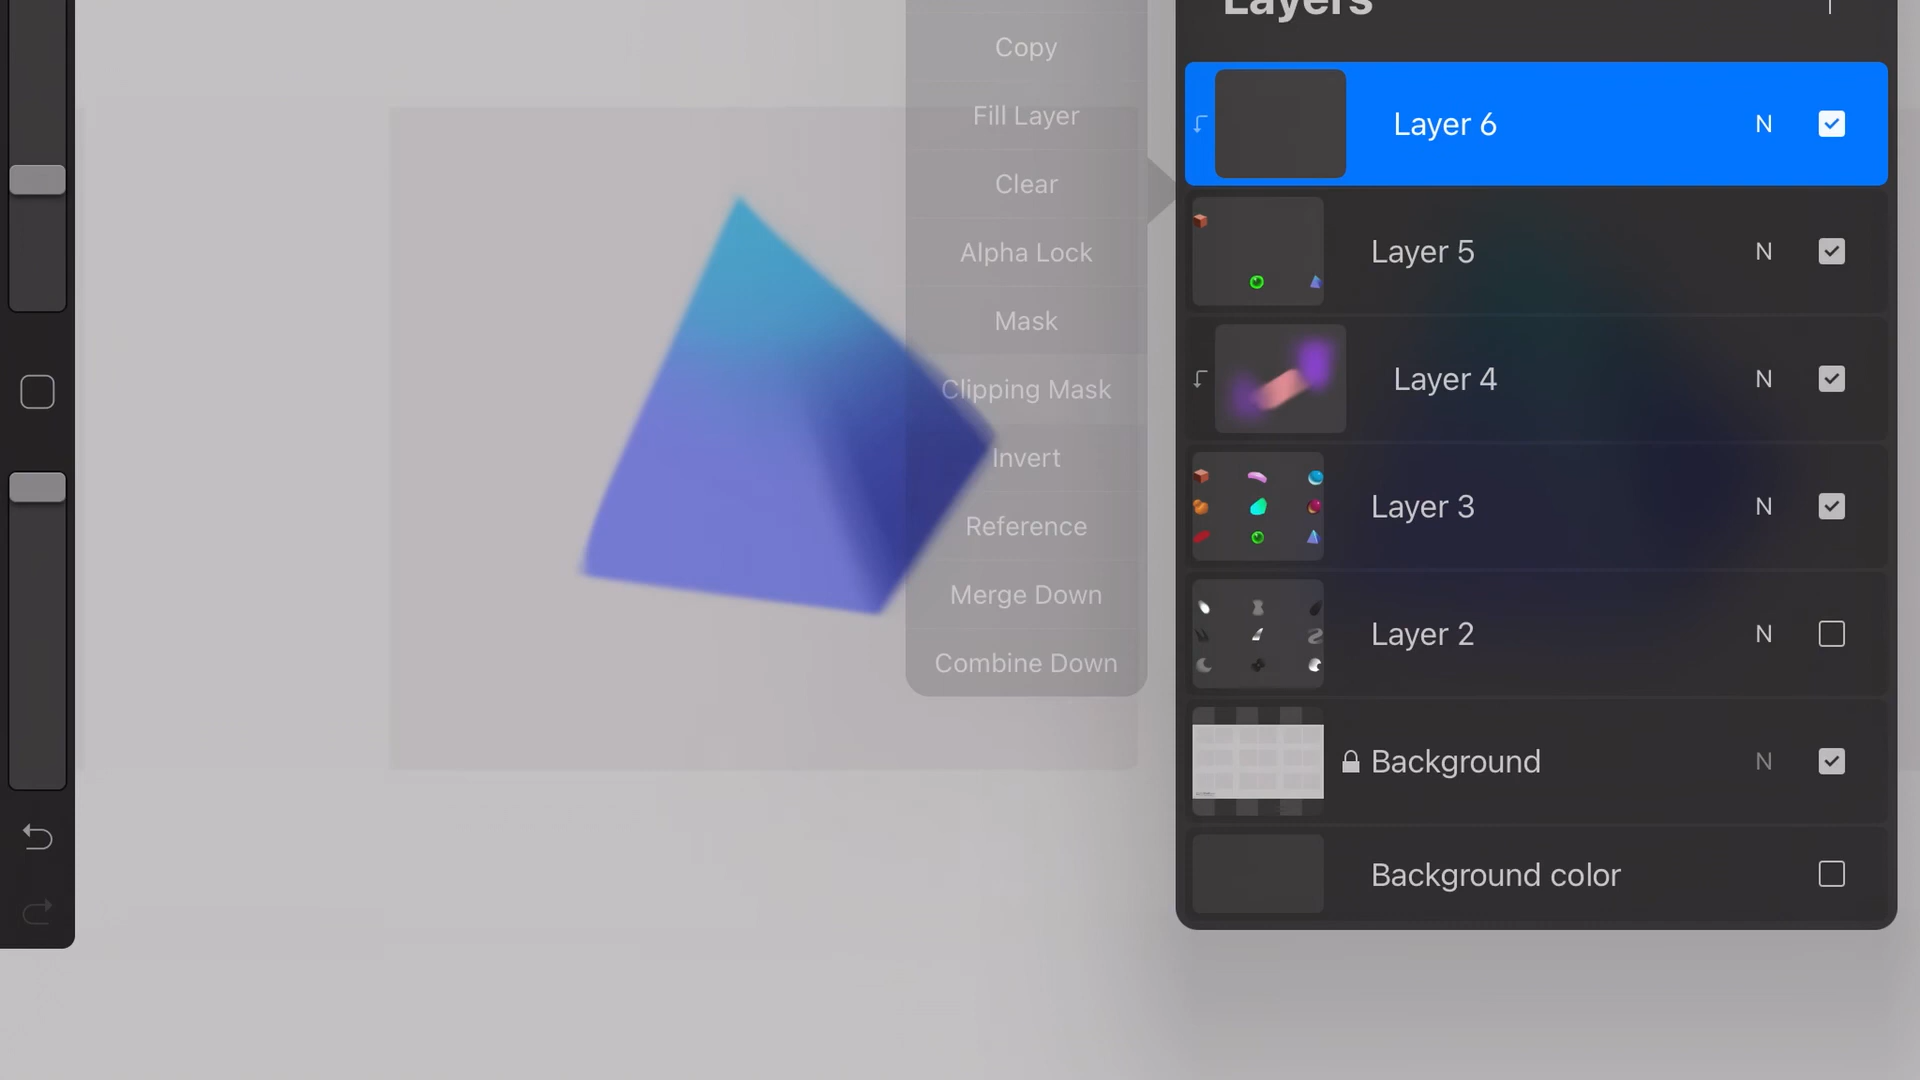 Layers
Copy
Fill Layer
Clear
Alpha Lock
Mask
Clipping Mask
Invert
Reference
Merge Down
Combine Down
Layer 6 N
Layer 5 N
Layer 4 N
Layer 3 N
Layer 2 N
Background N
Background color